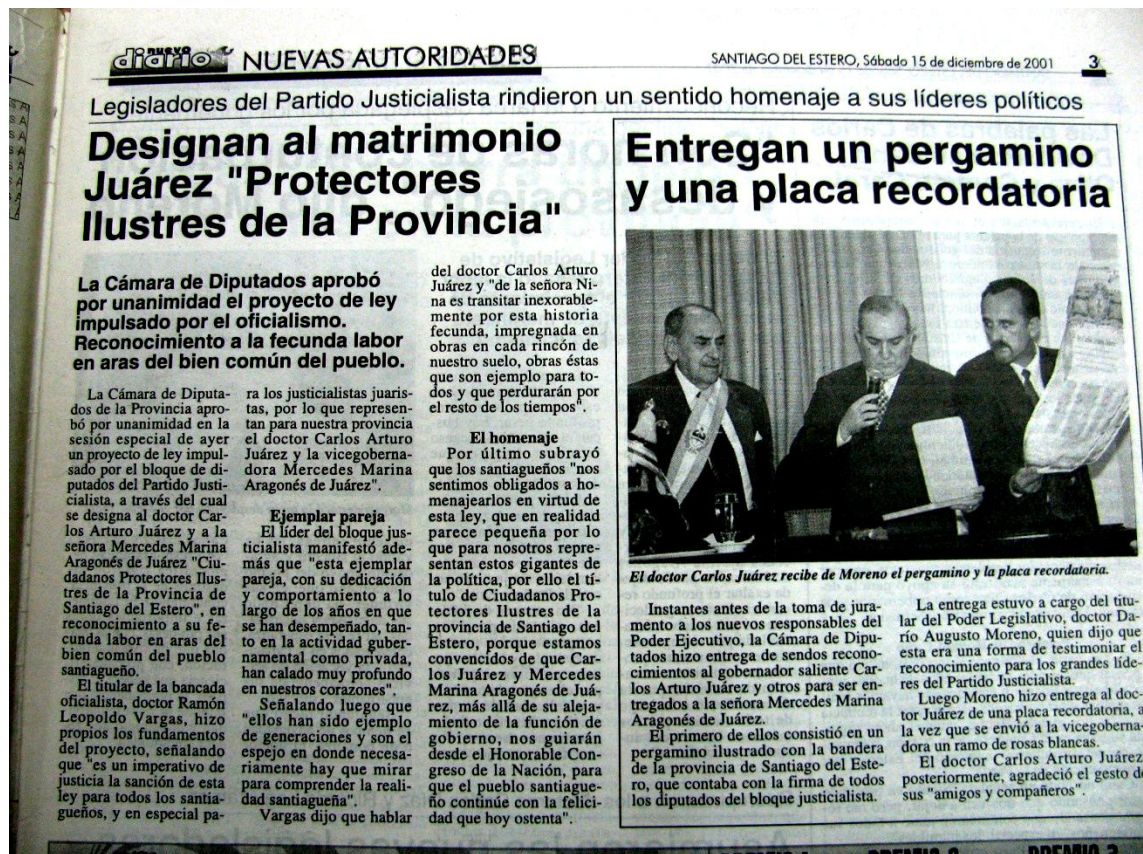 nuevo
diario NUEVAS AUTORIDADES
SANTIAGO DEL ESTERO, Sábado 15 de diciembre de 2001 3
Legisladores del Partido Justicialista rindieron un sentido homenaje a sus líderes políticos
Designan al matrimonio
Juárez "Protectores
Ilustres de la Provincia"
La Cámara de Diputados aprobó
por unanimidad el proyecto de ley
impulsado por el oficialismo.
Reconocimiento a la fecunda labor
en aras del bien común del pueblo.
La Cámara de Diputa-
dos de la Provincia apro-
bó por unanimidad en la
sesión especial de ayer
un proyecto de ley impul-
sado por el bloque de di-
putados del Partido Justi-
cialista, a través del cual
se designa al doctor Car-
los Arturo Juárez y a la
señora Mercedes Marina
Aragonés de Juárez "Ciu-
dadanos Protectores Ilus-
tres de la Provincia de
Santiago del Estero", en
reconocimiento a su fe-
cunda labor en aras del
bien común del pueblo
santiagueño.
El titular de la bancada
oficialista, doctor Ramón
Leopoldo Vargas, hizo
propios los fundamentos
del proyecto, señalando
que "es un imperativo de
justicia la sanción de esta
ley para todos los santia-
gueños, y en especial pa-
ra los justicialistas juaris-
tas, por lo que represen-
tan para nuestra provincia
el doctor Carlos Arturo
Juárez y la vicegoberna-
dora Mercedes Marina
Aragonés de Juárez".
Ejemplar pareja
El líder del bloque jus-
ticialista manifestó ade-
más que "esta ejemplar
pareja, con su dedicación
y comportamiento a lo
largo de los años en que
se han desempeñado, tan-
to en la actividad guber-
namental como privada,
han calado muy profundo
en nuestros corazones".
Señalando luego que
"ellos han sido ejemplo
de generaciones y son el
espejo en donde necesa-
riamente hay que mirar
para comprender la reali-
dad santiagueña".
Vargas dijo que hablar
del doctor Carlos Arturo
Juárez y "de la señora Ni-
na es transitar inexorable-
mente por esta historia
fecunda, impregnada en
obras en cada rincón de
nuestro suelo, obras éstas
que son ejemplo para to-
dos y que perdurarán por
el resto de los tiempos".
El homenaje
Por último subrayó
que los santiagueños "nos
sentimos obligados a ho-
menajearlos en virtud de
esta ley, que en realidad
parece pequeña por lo
que para nosotros repre-
sentan estos gigantes de
la política, por ello el tí-
tulo de Ciudadanos Pro-
tectores Ilustres de la
provincia de Santiago del
Estero, porque estamos
convencidos de que Car-
los Juárez y Mercedes
Marina Aragonés de Juá-
rez, más allá de su aleja-
miento de la función de
gobierno, nos guiarán
desde el Honorable Con-
greso de la Nación, para
que el pueblo santiague-
ño continúe con la felici-
dad que hoy ostenta".
Entregan un pergamino
y una placa recordatoria
El doctor Carlos Juárez recibe de Moreno el pergamino y la placa recordatoria.
Instantes antes de la toma de jura-
mento a los nuevos responsables del
Poder Ejecutivo, la Cámara de Dipu-
tados hizo entrega de sendos recono-
cimientos al gobernador saliente Car-
los Arturo Juárez y otros para ser en-
tregados a la señora Mercedes Marina
Aragonés de Juárez.
El primero de ellos consistió en un
pergamino ilustrado con la bandera
de la provincia de Santiago del Este-
ro, que contaba con la firma de todos
los diputados del bloque justicialista.
La entrega estuvo a cargo del titu-
lar del Poder Legislativo, doctor Da-
río Augusto Moreno, quien dijo que
esta era una forma de testimoniar el
reconocimiento para los grandes líde-
res del Partido Justicialista.
Luego Moreno hizo entrega al doc-
tor Juárez de una placa recordatoria, a
la vez que se envió a la vicegoberna-
dora un ramo de rosas blancas.
El doctor Carlos Arturo Juárez
posteriormente, agradeció el gesto de
sus "amigos y compañeros".